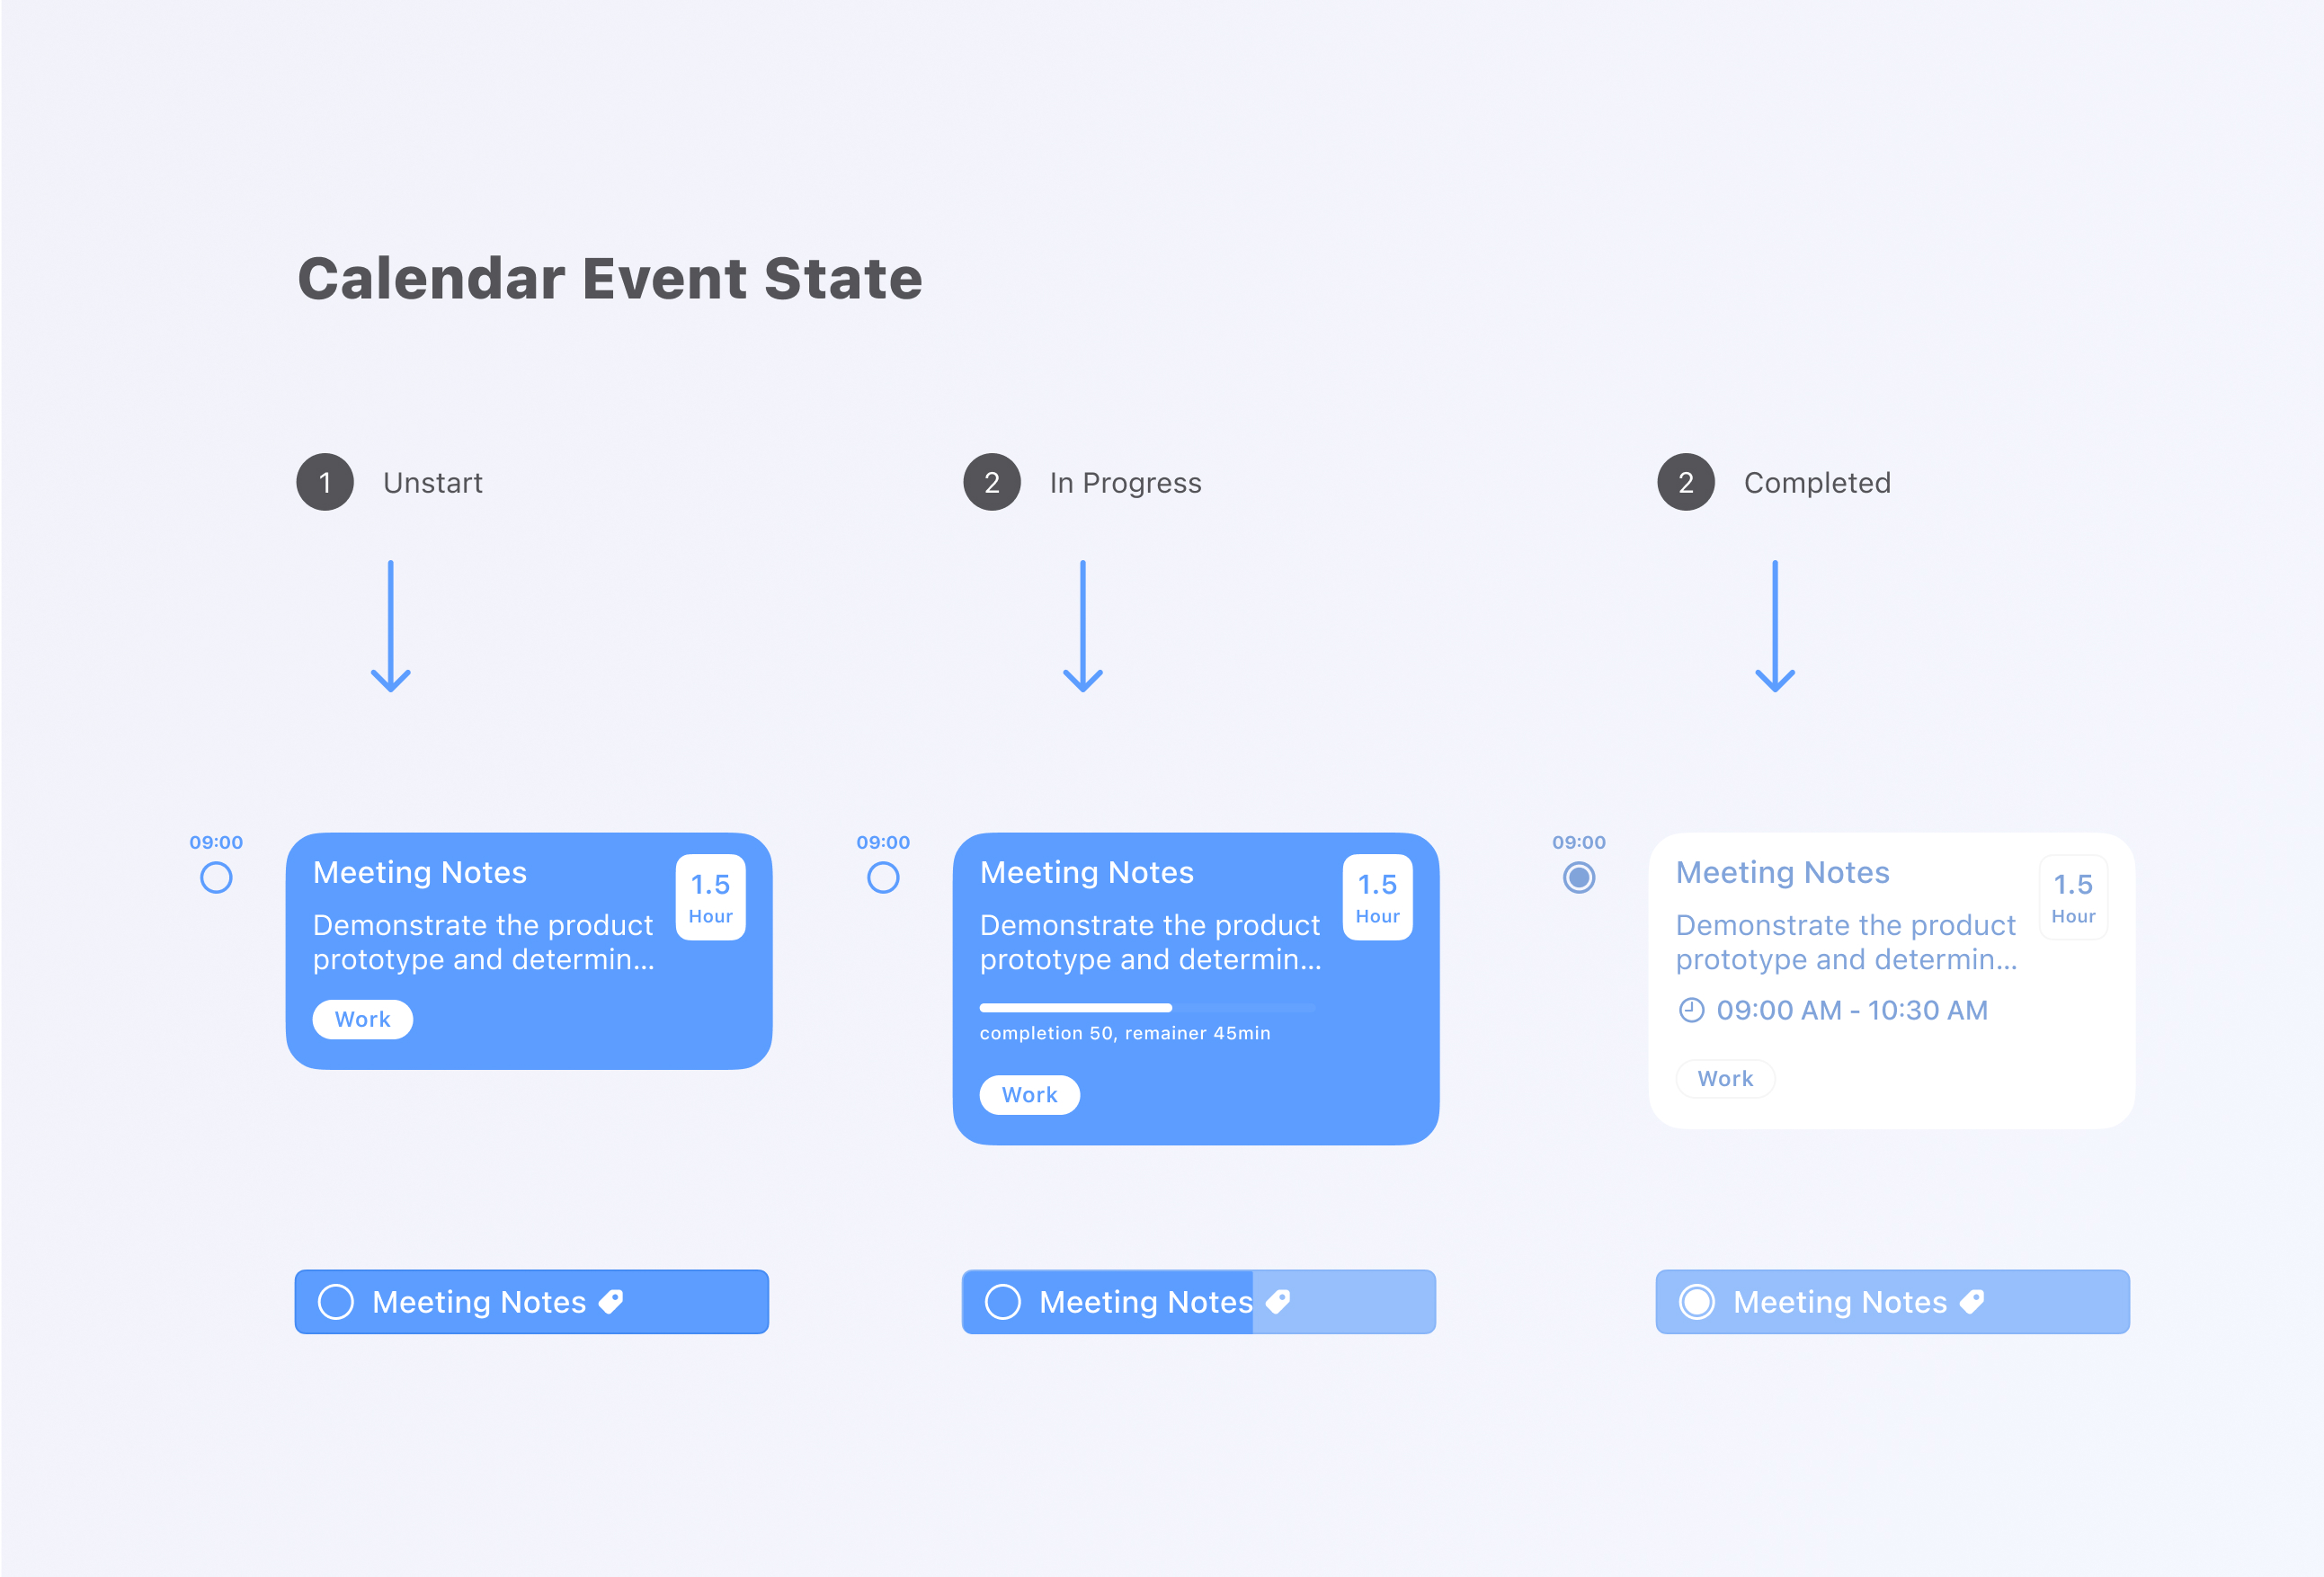 Calendar Event State
1 Unstart
2 In Progress
2 Completed
09:00
Meeting Notes
1.5
Hour
Demonstrate the product
prototype and determin...
Work
09:00
Meeting Notes
1.5
Hour
Demonstrate the product
prototype and determin...
completion 50, remainer 45min
Work
09:00
Meeting Notes
1.5
Hour
Demonstrate the product
prototype and determin...
09:00 AM - 10:30 AM
Work
Meeting Notes
Meeting Notes
Meeting Notes